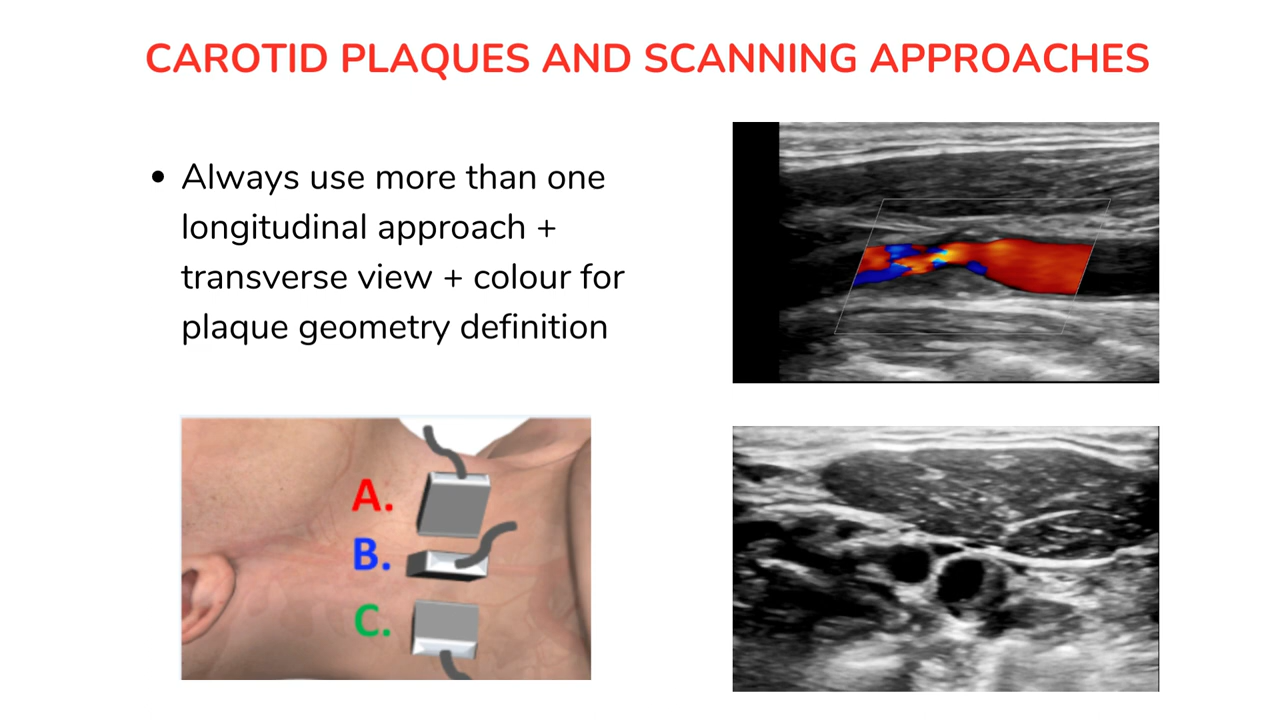 CAROTID PLAQUES AND SCANNING APPROACHES
• Always use more than one
longitudinal approach +
transverse view + colour for
plaque geometry definition
A.
B.
C.